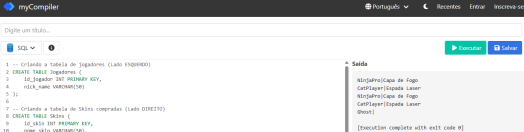 myCompiler
Português
Recentes
Entrar
Inscreva-se
Digite um título...
SQL
Executar
Salvar
1 -- Criando a tabela de jogadores (Lado ESQUERDO)
2 CREATE TABLE Jogadores (
3 id_jogador INT PRIMARY KEY,
4 nick_name VARCHAR(50)
5 );
6
7 -- Criando a tabela de Skins compradas (Lado DIREITO)
8 CREATE TABLE Skins (
9 id_skin INT PRIMARY KEY,
10 nome_skin VARCHAR(50),
Saída
NinjaPro|Capa de Fogo
CatPlayer|Espada Laser
NinjaPro|Capa de Fogo
CatPlayer|Espada Laser
Ghost|
[Execution complete with exit code 0]